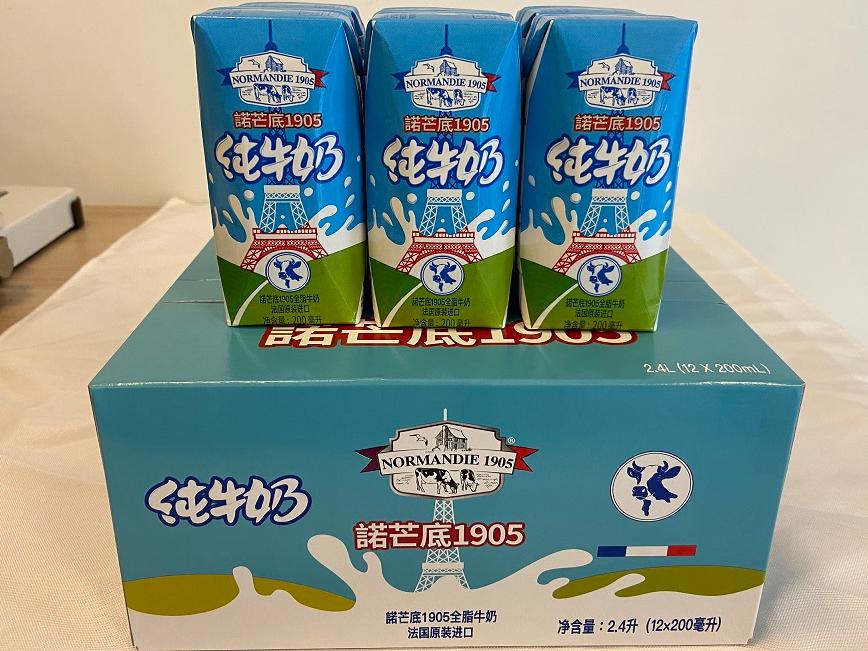 NORMANDIE 1905
諾芒底1905
纯牛奶
諾芒底1905全脂牛奶
法国原装进口
净含量：200毫升
NORMANDIE 1905
諾芒底1905
纯牛奶
諾芒底1905全脂牛奶
法国原装进口
净含量：200毫升
NORMANDIE 1905
諾芒底1905
纯牛奶
諾芒底1905全脂牛奶
法国原装进口
净含量：200毫升
諾芒底1905
2.4L (12 X 200mL)
NORMANDIE 1905®
纯牛奶
諾芒底1905
諾芒底1905全脂牛奶
法国原装进口
净含量：2.4升（12×200毫升）